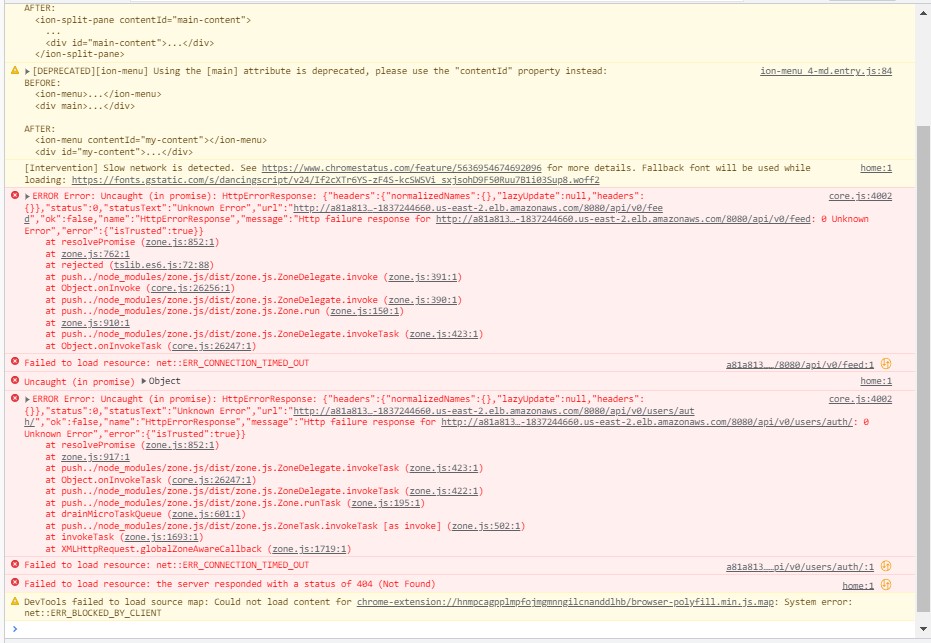 AFTER:
<ion-split-pane contentId="main-content">
...
<div id="main-content">...</div>
</ion-split-pane>
[DEPRECATED][ion-menu] Using the [main] attribute is deprecated, please use the "contentId" property instead: ion-menu_4-md.entry.js:84
BEFORE:
<ion-menu>...</ion-menu>
<div main>...</div>
AFTER:
<ion-menu contentId="my-content"></ion-menu>
<div id="my-content">...</div>
[Intervention] Slow network is detected. See https://www.chromestatus.com/feature/5636954674692096 for more details. Fallback font will be used while home:1
loading: https://fonts.gstatic.com/s/dancingscript/v24/If2cXTr6YS-zF4S-kcSWSVi_sxjsohD9F50Ruu7B1i03Sup8.woff2
ERROR Error: Uncaught (in promise): HttpErrorResponse: {"headers":{"normalizedNames":{},"lazyUpdate":null,"headers": core.js:4002
{}},"status":0,"statusText":"Unknown Error","url":"http://a81a813…-1837244660.us-east-2.elb.amazonaws.com/8080/api/v0/fee
d","ok":false,"name":"HttpErrorResponse","message":"Http failure response for http://a81a813…-1837244660.us-east-2.elb.amazonaws.com/8080/api/v0/feed: 0 Unknown
Error","error":{"isTrusted":true}}
at resolvePromise (zone.js:852:1)
at zone.js:762:1
at rejected (tslib.es6.js:72:88)
at push../node_modules/zone.js/dist/zone.js.ZoneDelegate.invoke (zone.js:391:1)
at Object.onInvoke (core.js:26256:1)
at push../node_modules/zone.js/dist/zone.js.ZoneDelegate.invoke (zone.js:390:1)
at push../node_modules/zone.js/dist/zone.js.Zone.run (zone.js:150:1)
at zone.js:910:1
at push../node_modules/zone.js/dist/zone.js.ZoneDelegate.invokeTask (zone.js:423:1)
at Object.onInvokeTask (core.js:26247:1)
Failed to load resource: net::ERR_CONNECTION_TIMED_OUT a81a813…/8080/api/v0/feed:1
Uncaught (in promise) ▶Object home:1
ERROR Error: Uncaught (in promise): HttpErrorResponse: {"headers":{"normalizedNames":{},"lazyUpdate":null,"headers": core.js:4002
{}},"status":0,"statusText":"Unknown Error","url":"http://a81a813…-1837244660.us-east-2.elb.amazonaws.com/8080/api/v0/users/aut
h/","ok":false,"name":"HttpErrorResponse","message":"Http failure response for http://a81a813…-1837244660.us-east-2.elb.amazonaws.com/8080/api/v0/users/auth/: 0
Unknown Error","error":{"isTrusted":true}}
at resolvePromise (zone.js:852:1)
at zone.js:917:1
at push../node_modules/zone.js/dist/zone.js.ZoneDelegate.invokeTask (zone.js:423:1)
at Object.onInvokeTask (core.js:26247:1)
at push../node_modules/zone.js/dist/zone.js.ZoneDelegate.invokeTask (zone.js:422:1)
at push../node_modules/zone.js/dist/zone.js.Zone.runTask (zone.js:195:1)
at drainMicroTaskQueue (zone.js:601:1)
at push../node_modules/zone.js/dist/zone.js.ZoneTask.invokeTask [as invoke] (zone.js:502:1)
at invokeTask (zone.js:1693:1)
at XMLHttpRequest.globalZoneAwareCallback (zone.js:1719:1)
Failed to load resource: net::ERR_CONNECTION_TIMED_OUT a81a813…pi/v0/users/auth/:1
Failed to load resource: the server responded with a status of 404 (Not Found) home:1
DevTools failed to load source map: Could not load content for chrome-extension://hnmpcagpplmpfojmgmnngilcnanddlhb/browser-polyfill.min.js.map: System error:
net::ERR_BLOCKED_BY_CLIENT